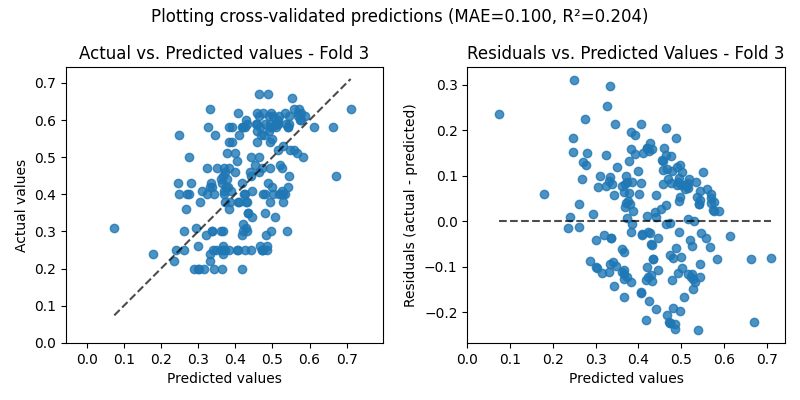 Plotting cross-validated predictions (MAE=0.100, R²=0.204)
Actual vs. Predicted values - Fold 3
Actual values
0.7
0.6
0.5
0.4
0.3
0.2
0.1
0.0
0.0 0.1 0.2 0.3 0.4 0.5 0.6 0.7
Predicted values
Residuals vs. Predicted Values - Fold 3
Residuals (actual - predicted)
0.3
0.2
0.1
0.0
−0.1
−0.2
0.0 0.1 0.2 0.3 0.4 0.5 0.6 0.7
Predicted values